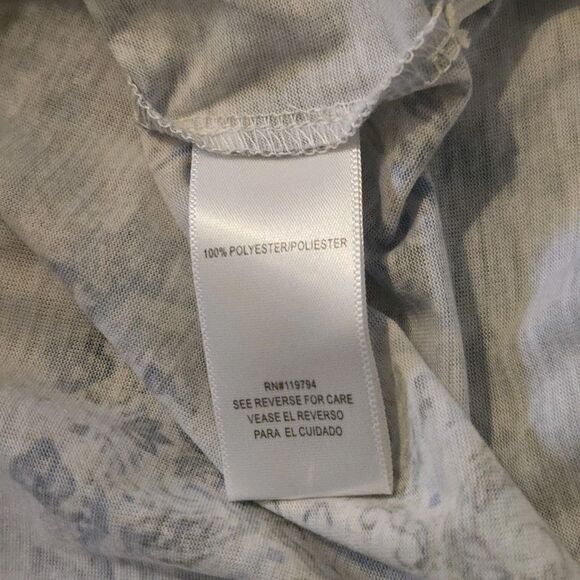 100% POLYESTER/POLIESTER
RN#119794
SEE REVERSE FOR CARE
VEASE EL REVERSO
PARA EL CUIDADO